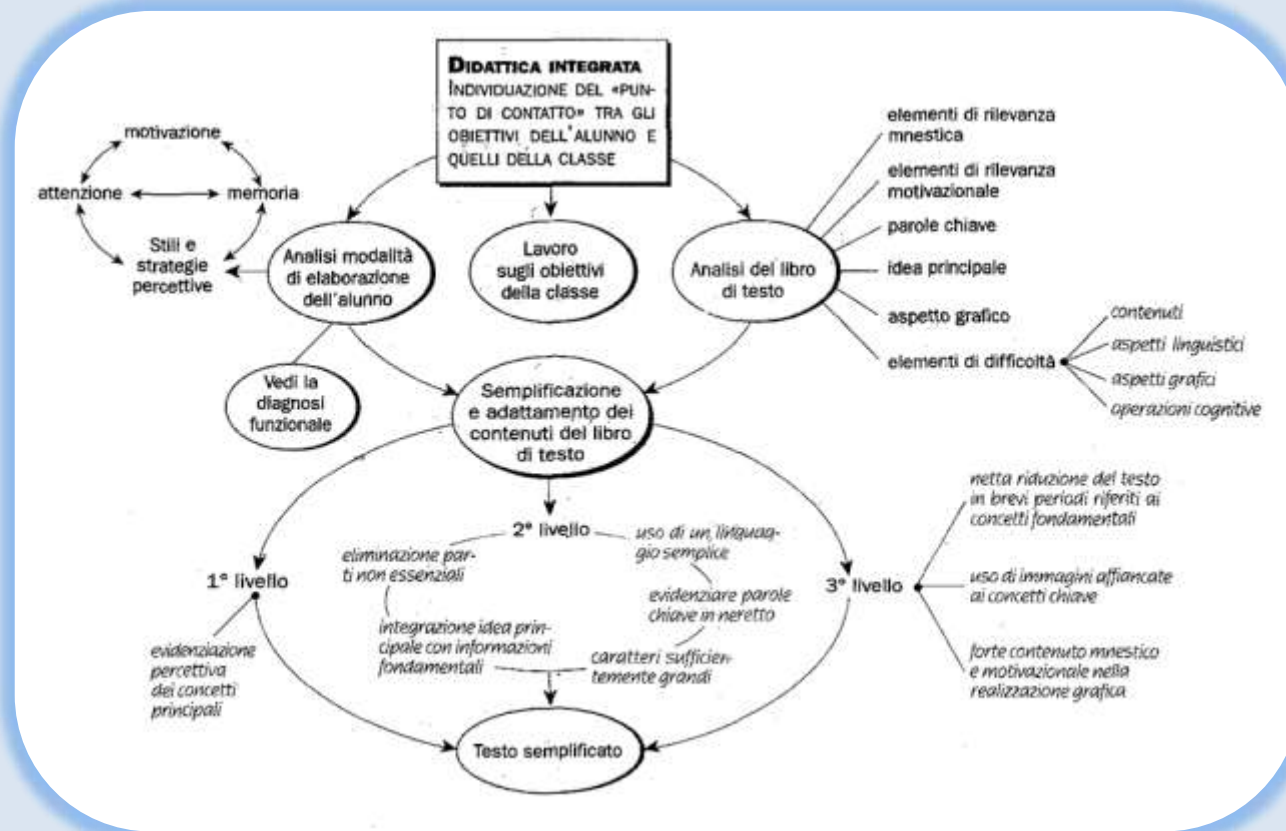 DIDATTICA INTEGRATA
INDIVIDUAZIONE DEL «PUN-
TO DI CONTATTO» TRA GLI
OBIETTIVI DELL'ALUNNO E
QUELLI DELLA CLASSE
motivazione
attenzione
memoria
Stili e
strategie
percettive
Analisi modalità
di elaborazione
dell'alunno
Lavoro
sugli obiettivi
della classe
Analisi del libro
di testo
elementi di rilevanza
mnestica
elementi di rilevanza
motivazionale
parole chiave
idea principale
aspetto grafico
elementi di difficoltà
contenuti
aspetti linguistici
aspetti grafici
operazioni cognitive
Vedi la
diagnosi
funzionale
Semplificazione
e adattamento dei
contenuti del libro
di testo
1° livello
evidenziazione
percettiva
dei concetti
principali
2° livello
eliminazione par-
ti non essenziali
integrazione idea prin-
cipale con informazioni
fondamentali
uso di un linguag-
gio semplice
evidenziare parole
chiave in neretto
caratteri sufficien-
temente grandi
3° livello
netta riduzione del testo
in brevi periodi riferiti ai
concetti fondamentali
uso di immagini affiancate
ai concetti chiave
forte contenuto mnestico
e motivazionale nella
realizzazione grafica
Testo semplificato